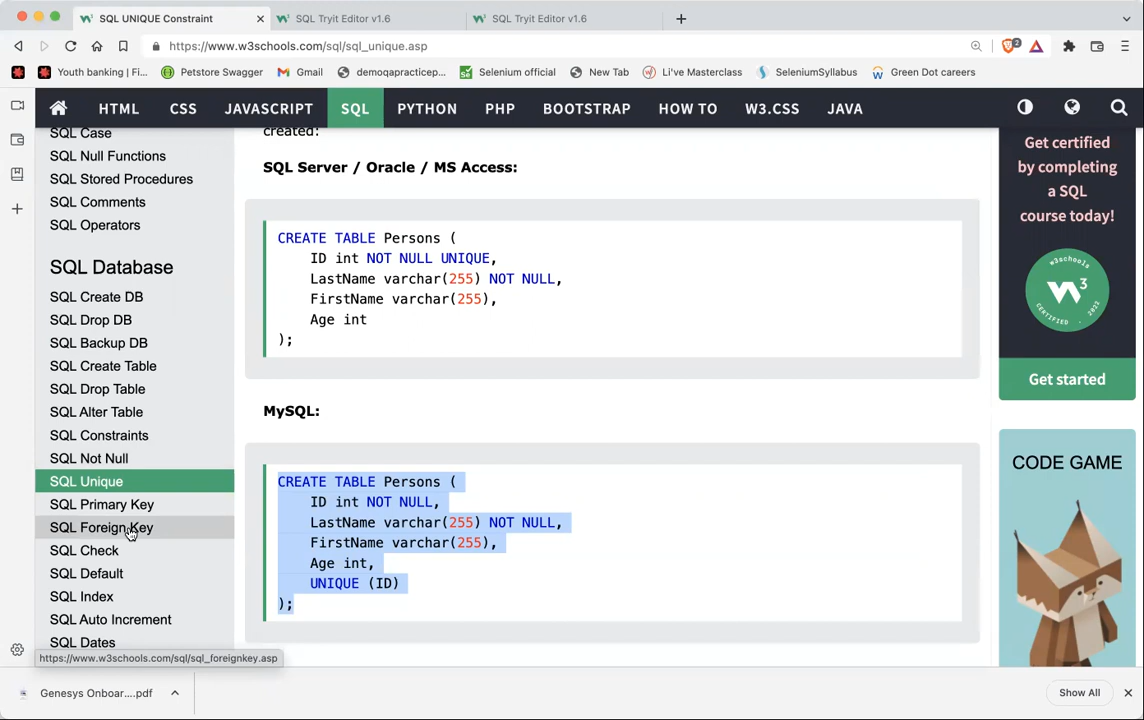 SQL UNIQUE Constraint
SQL Tryit Editor v1.6
SQL Tryit Editor v1.6
https://www.w3schools.com/sql/sql_unique.asp
2
Youth banking | Fi...
Petstore Swagger
Gmail
demoqapracticep...
Selenium official
New Tab
Li've Masterclass
SeleniumSyllabus
Green Dot careers
HTML
CSS
JAVASCRIPT
SQL
PYTHON
PHP
BOOTSTRAP
HOW TO
W3.CSS
JAVA
SQL Case
SQL Null Functions
SQL Stored Procedures
SQL Comments
SQL Operators
SQL Database
SQL Create DB
SQL Drop DB
SQL Backup DB
SQL Create Table
SQL Drop Table
SQL Alter Table
SQL Constraints
SQL Not Null
SQL Unique
SQL Primary Key
SQL Foreign Key
SQL Check
SQL Default
SQL Index
SQL Auto Increment
SQL Dates
created:
SQL Server / Oracle / MS Access:
CREATE TABLE Persons (
ID int NOT NULL UNIQUE,
LastName varchar(255) NOT NULL,
FirstName varchar(255),
Age int
);
MySQL:
CREATE TABLE Persons (
ID int NOT NULL,
LastName varchar(255) NOT NULL,
FirstName varchar(255),
Age int,
UNIQUE (ID)
);
Get certified
by completing
a SQL
course today!
w3schools
W3
CERTIFIED . 2022
Get started
CODE GAME
https://www.w3schools.com/sql/sql_foreignkey.asp
Genesys Onboar....pdf
Show All